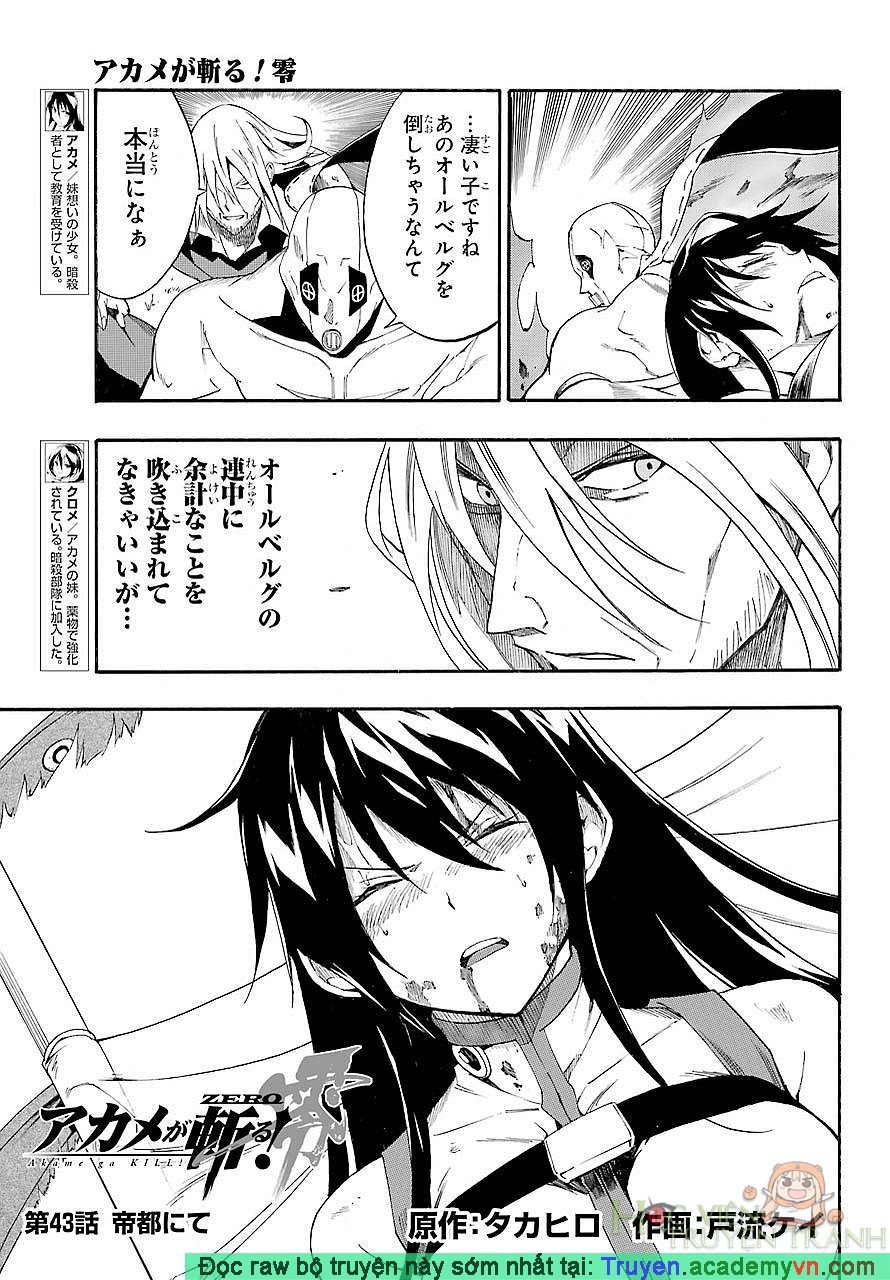 アカメが斬る！零
…凄い子ですね
あのオールベルグを
倒しちゃうなんて
本当になぁ
アカメ／妹想いの少女。暗殺
者として教育を受けている。
オールベルグの
連中に
余計なことを
吹き込まれて
なきゃいいが…
クロメ／アカメの妹。薬物で強化
されている。暗殺部隊に加入した。
ZERO
アカメが斬る！零
Akame ga KILL!
第43話 帝都にて
原作：タカヒロ 作画：戸流ケイ
HỌC VIỆN
TRUYỆN TRANH
Đọc raw bộ truyện này sớm nhất tại: Truyen.academyvn.com